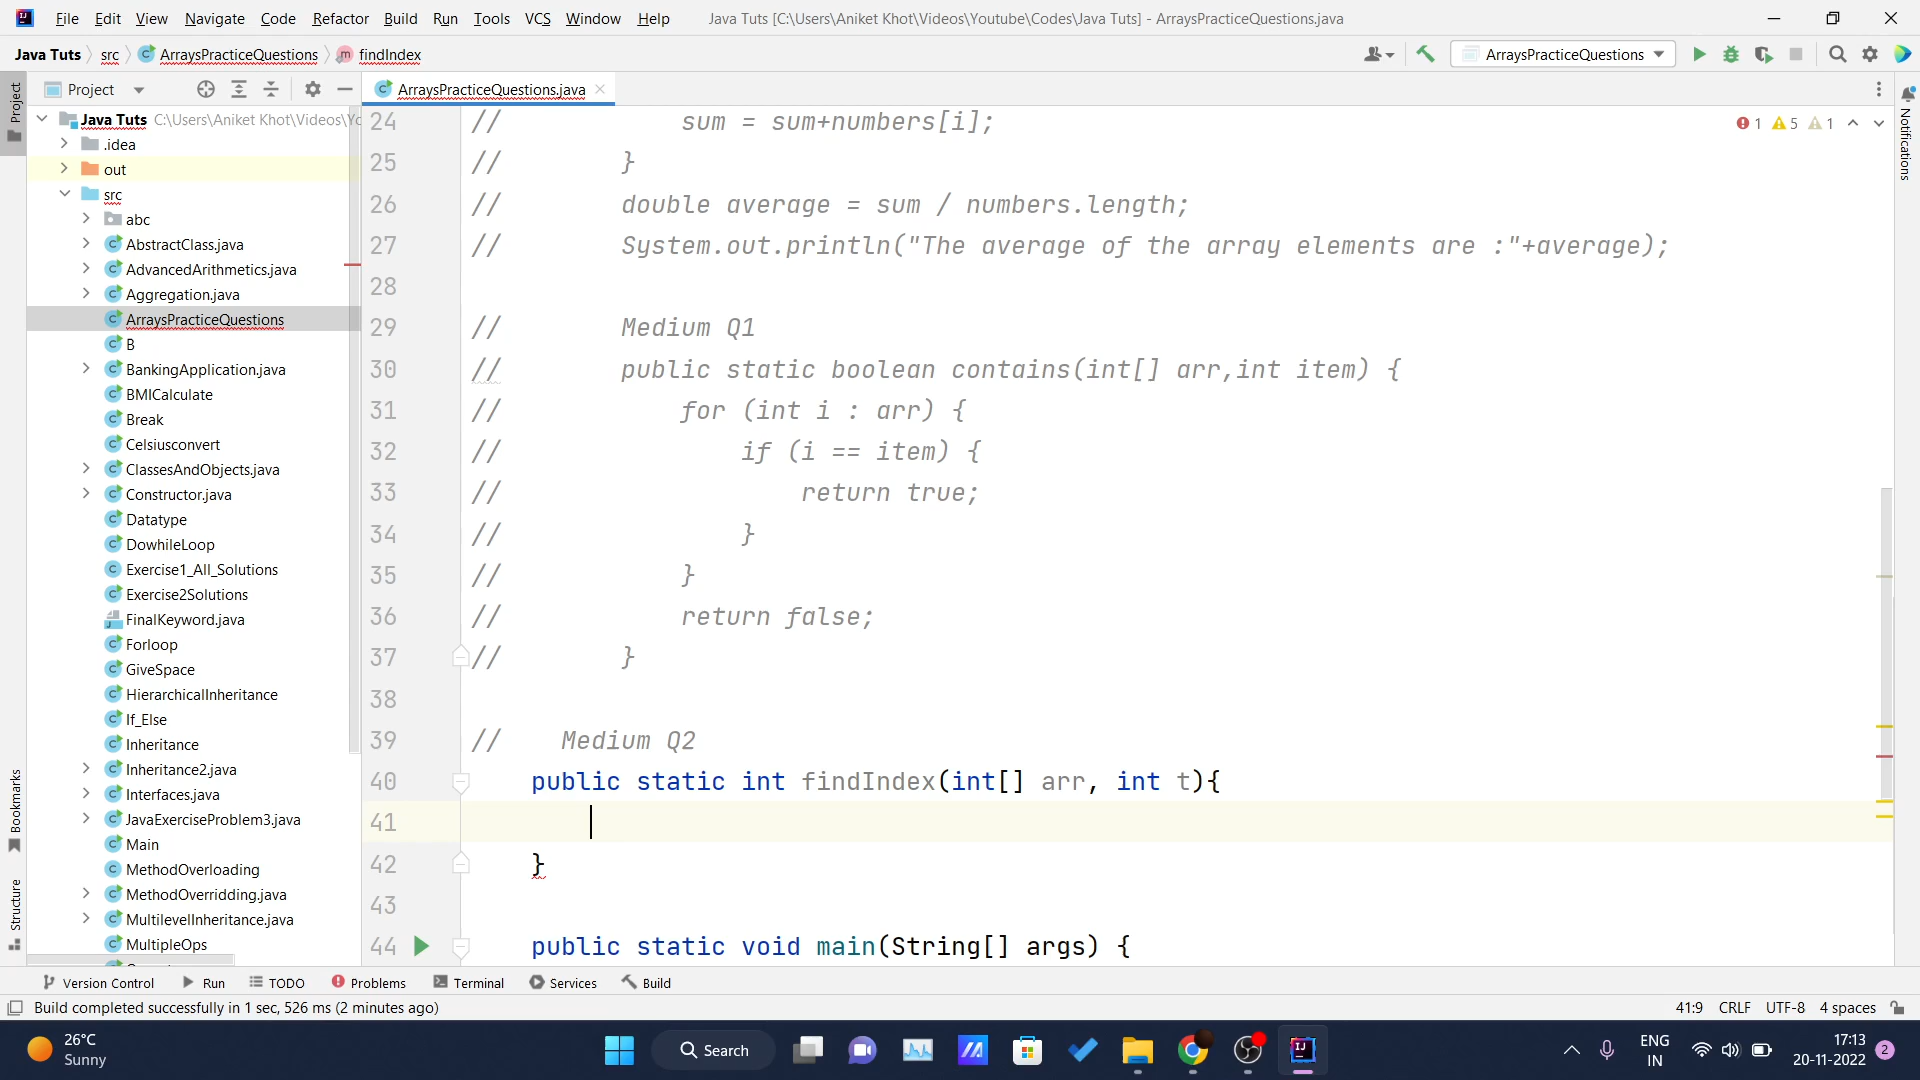 File Edit View Navigate Code Refactor Build Run Tools VCS Window Help Java Tuts [C:\Users\Aniket Khot\Videos\Youtube\Codes\Java Tuts] - ArraysPracticeQuestions.java
Java Tuts src ArraysPracticeQuestions findIndex ArraysPracticeQuestions
Project
ArraysPracticeQuestions.java
Project
Java Tuts C:\Users\Aniket Khot\Videos\Yo
.idea
out
src
abc
AbstractClass.java
AdvancedArithmetics.java
Aggregation.java
ArraysPracticeQuestions
B
BankingApplication.java
BMICalculate
Break
Celsiusconvert
ClassesAndObjects.java
Constructor.java
Datatype
DowhileLoop
Exercise1_All_Solutions
Exercise2Solutions
FinalKeyword.java
Forloop
GiveSpace
HierarchicalInheritance
If_Else
Inheritance
Inheritance2.java
Interfaces.java
JavaExerciseProblem3.java
Main
MethodOverloading
MethodOverridding.java
MultilevelInheritance.java
MultipleOps
Bookmarks
Structure
24 // sum = sum+numbers[i];
25 // }
26 // double average = sum / numbers.length;
27 // System.out.println("The average of the array elements are :"+average);
28
29 // Medium Q1
30 // public static boolean contains(int[] arr,int item) {
31 // for (int i : arr) {
32 // if (i == item) {
33 // return true;
34 // }
35 // }
36 // return false;
37 // }
38
39 // Medium Q2
40 public static int findIndex(int[] arr, int t){
41
42 }
43
44 public static void main(String[] args) {
1 5 1
Notifications
Version Control Run TODO Problems Terminal Services Build
Build completed successfully in 1 sec, 526 ms (2 minutes ago) 41:9 CRLF UTF-8 4 spaces
26°C
Sunny
Search
ENG
IN
17:13
20-11-2022
2